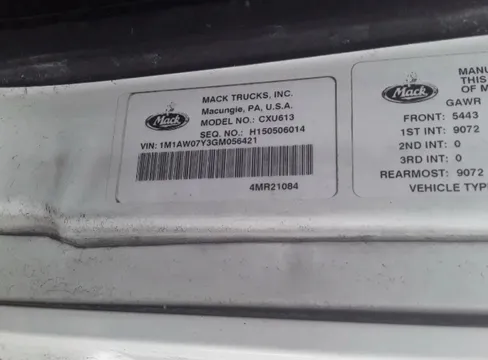 Mack
MACK TRUCKS, INC.
Macungie, PA, U.S.A.
MODEL NO.: CXU613
SEQ. NO.: H150506014
VIN: 1M1AW07Y3GM056421
4MR21084
Mack
MANU
THIS
OF M
GAWR
FRONT: 5443
1ST INT: 9072
2ND INT: 0
3RD INT: 0
REARMOST: 9072
VEHICLE TYP